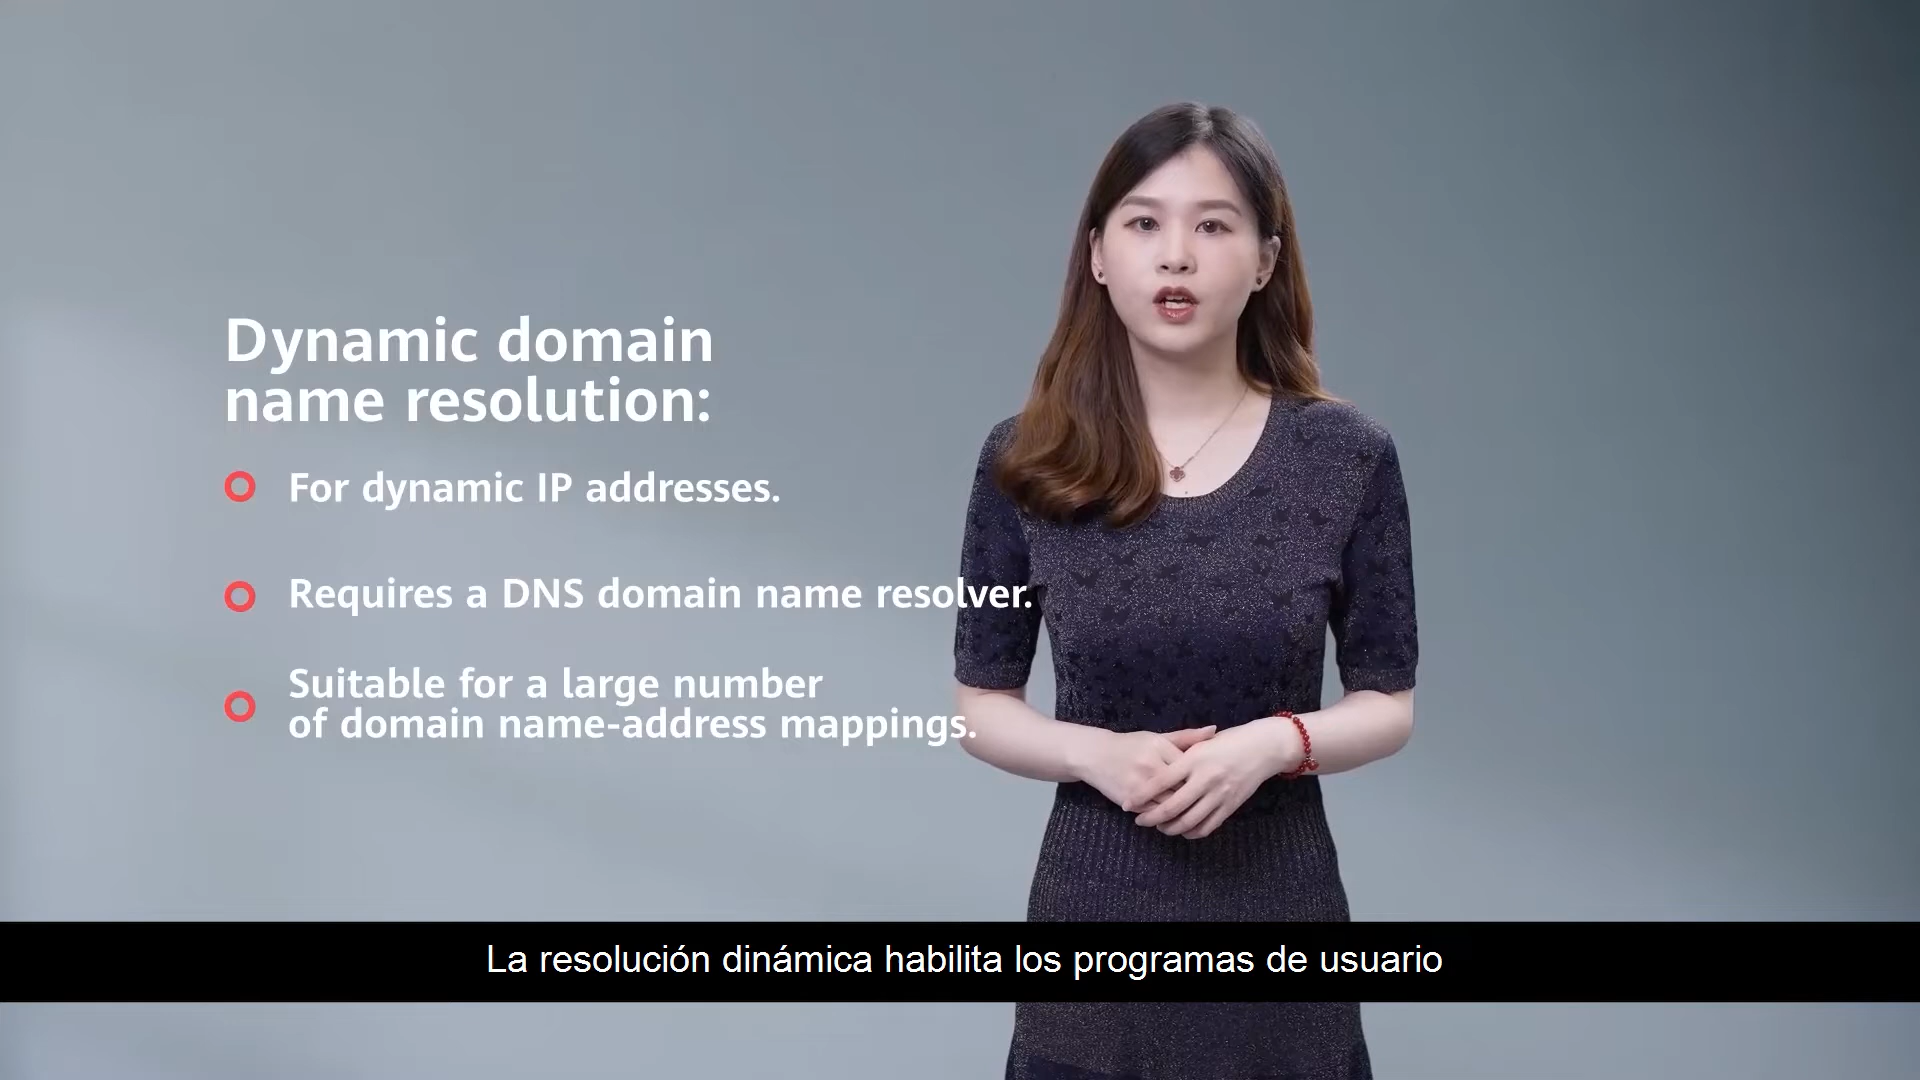 Dynamic domain
name resolution:
For dynamic IP addresses.
Requires a DNS domain name resolver.
Suitable for a large number
of domain name-address mappings.
La resolución dinámica habilita los programas de usuario